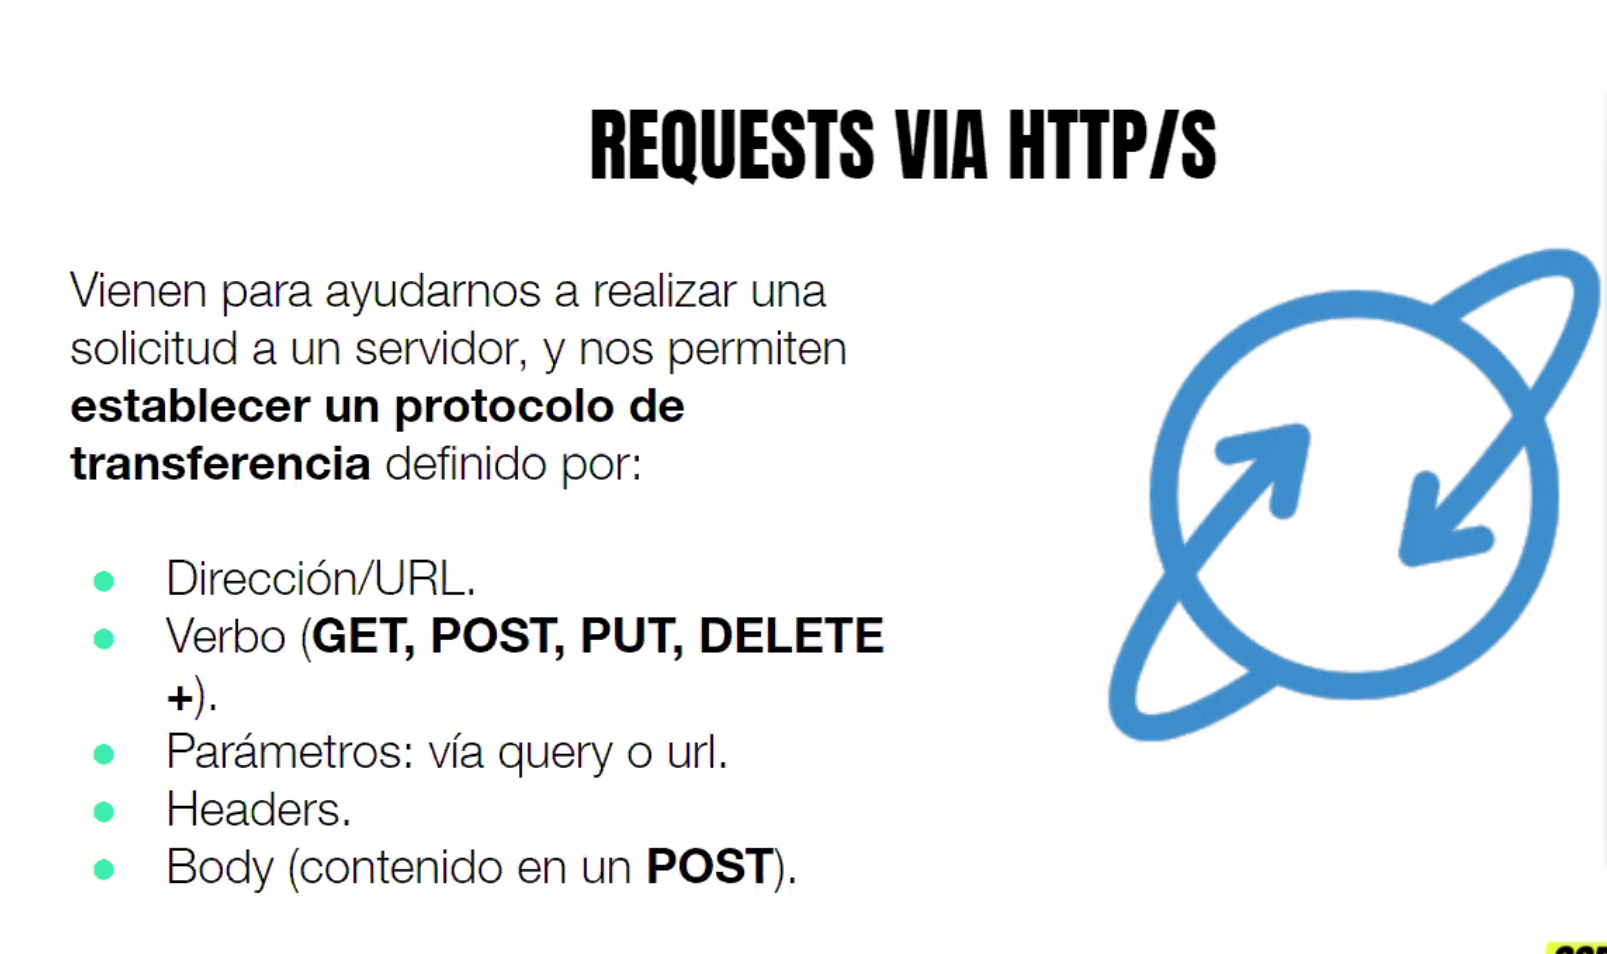 REQUESTS VIA HTTP/S
Vienen para ayudarnos a realizar una
solicitud a un servidor, y nos permiten
establecer un protocolo de
transferencia definido por:
● Dirección/URL.
● Verbo (GET, POST, PUT, DELETE
+).
● Parámetros: vía query o url.
● Headers.
● Body (contenido en un POST).